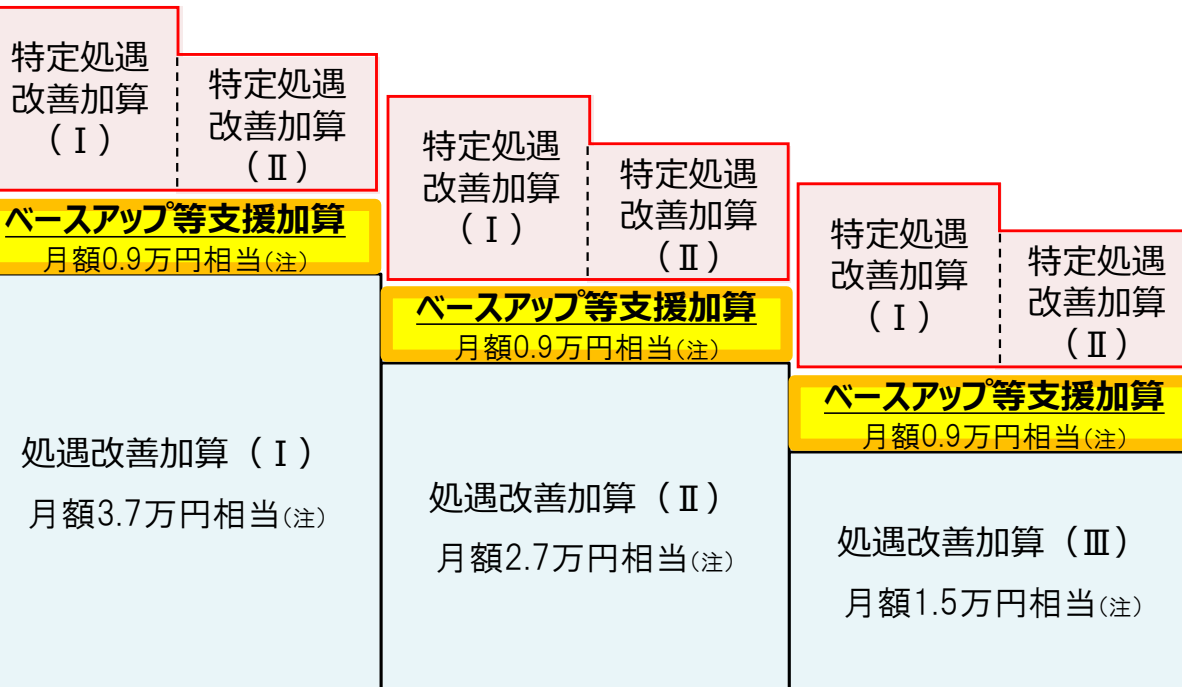 特定処遇
改善加算
（Ⅰ）
特定処遇
改善加算
（Ⅱ）
ベースアップ等支援加算
月額0.9万円相当(注)
処遇改善加算（Ⅰ）
月額3.7万円相当(注)
特定処遇
改善加算
（Ⅰ）
特定処遇
改善加算
（Ⅱ）
ベースアップ等支援加算
月額0.9万円相当(注)
処遇改善加算（Ⅱ）
月額2.7万円相当(注)
特定処遇
改善加算
（Ⅰ）
特定処遇
改善加算
（Ⅱ）
ベースアップ等支援加算
月額0.9万円相当(注)
処遇改善加算（Ⅲ）
月額1.5万円相当(注)